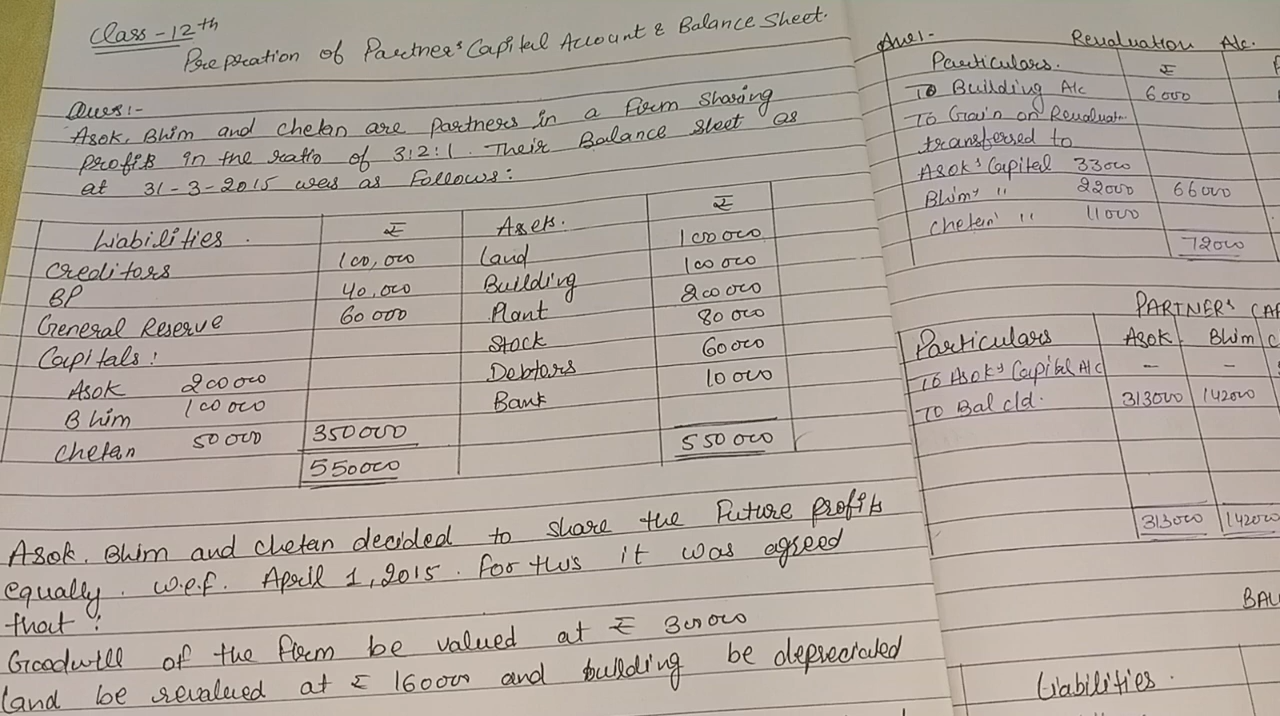 Class - 12th
Preparation of Partner's Capital Account & Balance Sheet.
Ques:-
Asok, Bhim and Chetan are partners in a firm sharing
profits in the ratio of 3:2:1. Their Balance Sheet as
at 31-3-2015 was as follows:
Liabilities. ₹ Assets. ₹
Creditors 100,000 Land 100000
BP 40,000 Building 100000
General Reserve 60000 Plant 200000
Capitals: Stock 80000
Asok 200000 Debtors 60000
Bhim 100000 Bank 10000
Chetan 50000 350000
550000 550000
Asok, Bhim and Chetan decided to share the future profits
equally. w.e.f. April 1, 2015. For this it was agreed
that:
Goodwill of the firm be valued at ₹ 300000
Land be revalued at ₹ 160000 and building be depreciated
Ans:- Revaluation A/c.
Particulars. ₹
To Building A/c 6000
To Gain on Revaluatn
transferred to
Asok's Capital 33000
Bhim's " 22000 66000
Chetan's " 11000
72000
PARTNER'S CAP
Particulars Asok Bhim C
To Asok's Capital A/c - -
To Bal c/d. 313000 142000
313000 142000
BAL
Liabilities.